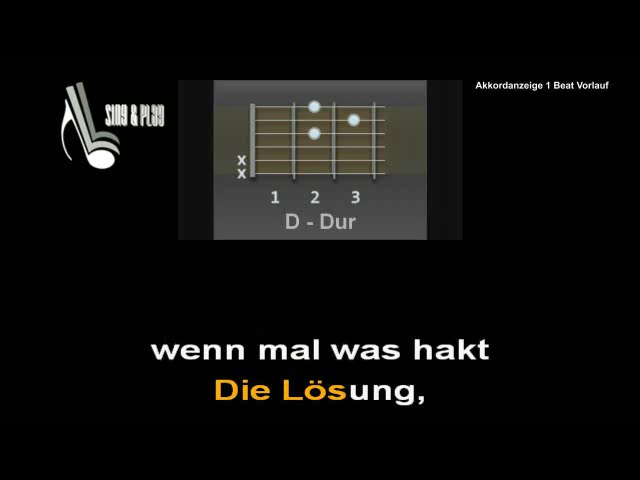 Akkordanzeige 1 Beat Vorlauf
SING & PLAY
x
x
1 2 3
D - Dur
wenn mal was hakt
Die Lösung,